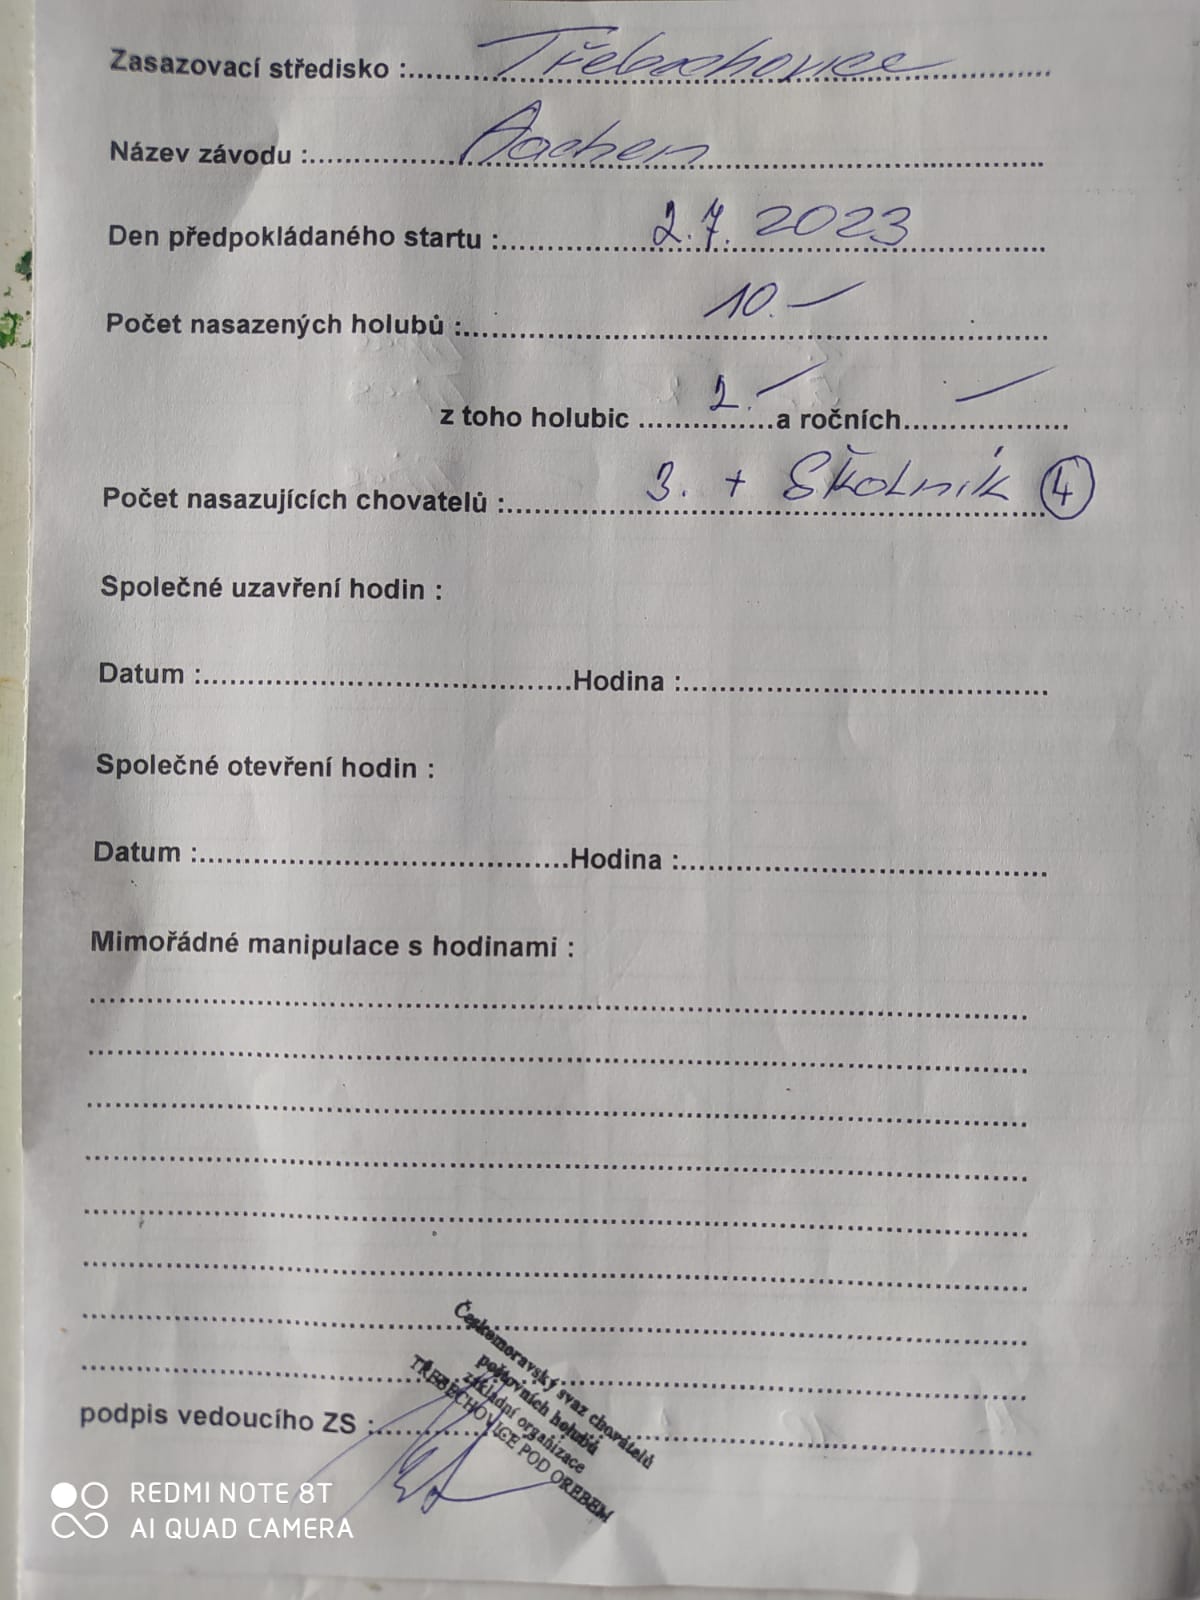 Zasazovací středisko :.......... Třebechovice ..........
Název závodu :.......... Aachen ..........
Den předpokládaného startu :.......... 2.7. 2023 ..........
Počet nasazených holubů :.......... 10.— ..........
z toho holubic ..... 2.— ..... a ročních ..... — .....
Počet nasazujících chovatelů :.......... 3. + Školník 4
Společné uzavření hodin :
Datum :..............................Hodina :..............................
Společné otevření hodin :
Datum :..............................Hodina :..............................
Mimořádné manipulace s hodinami :
Českomoravský svaz chovatelů
poštovních holubů
základní organizace
TŘEBECHOVICE POD OREBEM
podpis vedoucího ZS :..............................
REDMI NOTE 8T
AI QUAD CAMERA